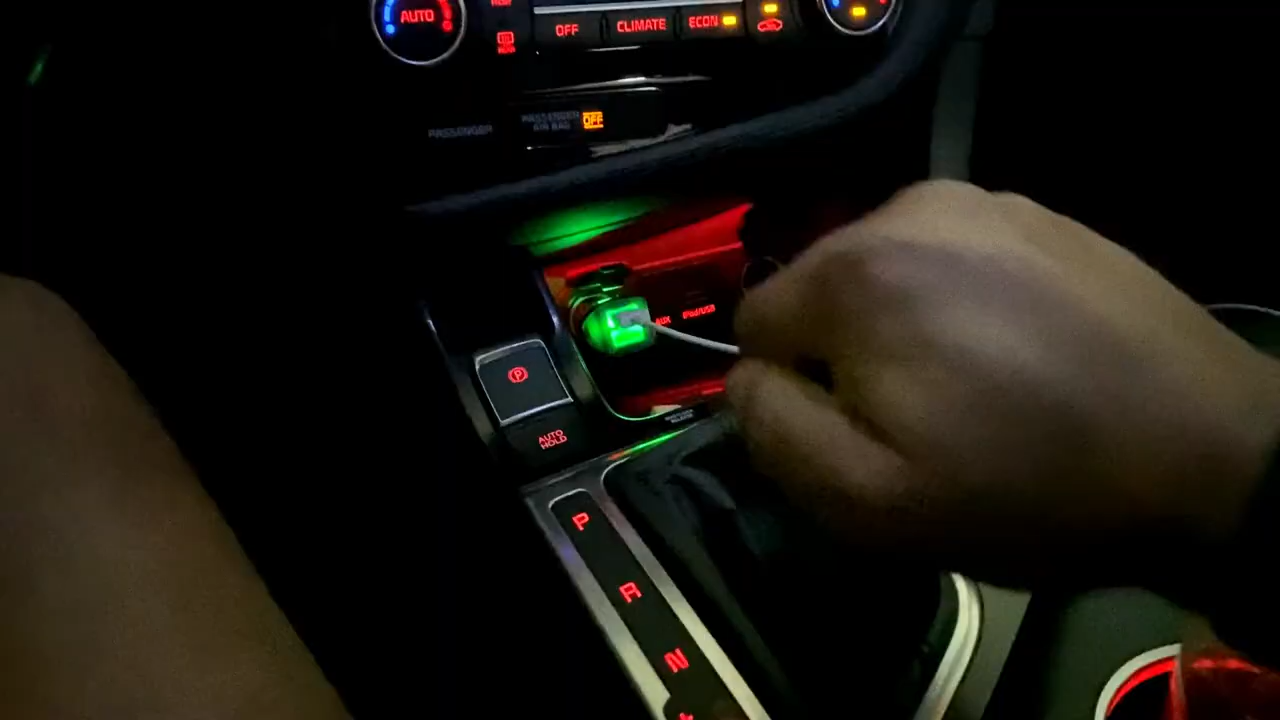 AUTO
OFF
CLIMATE
ECON
PASSENGER
PASSENGER
AIR BAG
OFF
AUX
iPod/USB
P
AUTO
HOLD
P
R
N